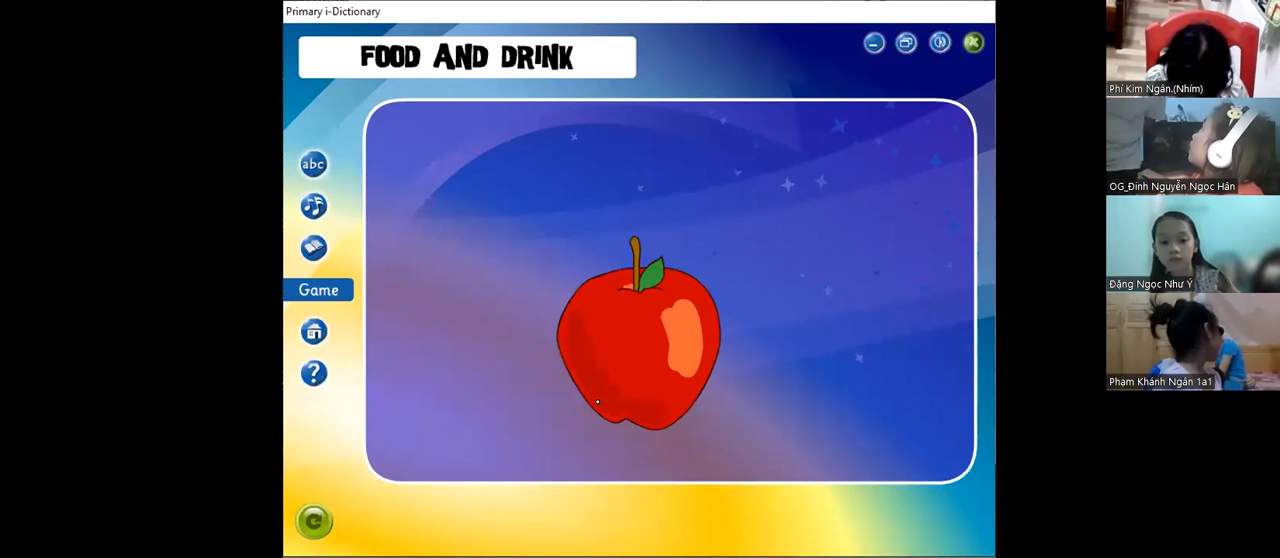 Primary i-Dictionary
FOOD AND DRINK
abc
Game
?
Phí Kim Ngân.(Nhím)
OG_Đinh Nguyễn Ngọc Hân
Đặng Ngọc Như Ý
Phạm Khánh Ngân 1a1